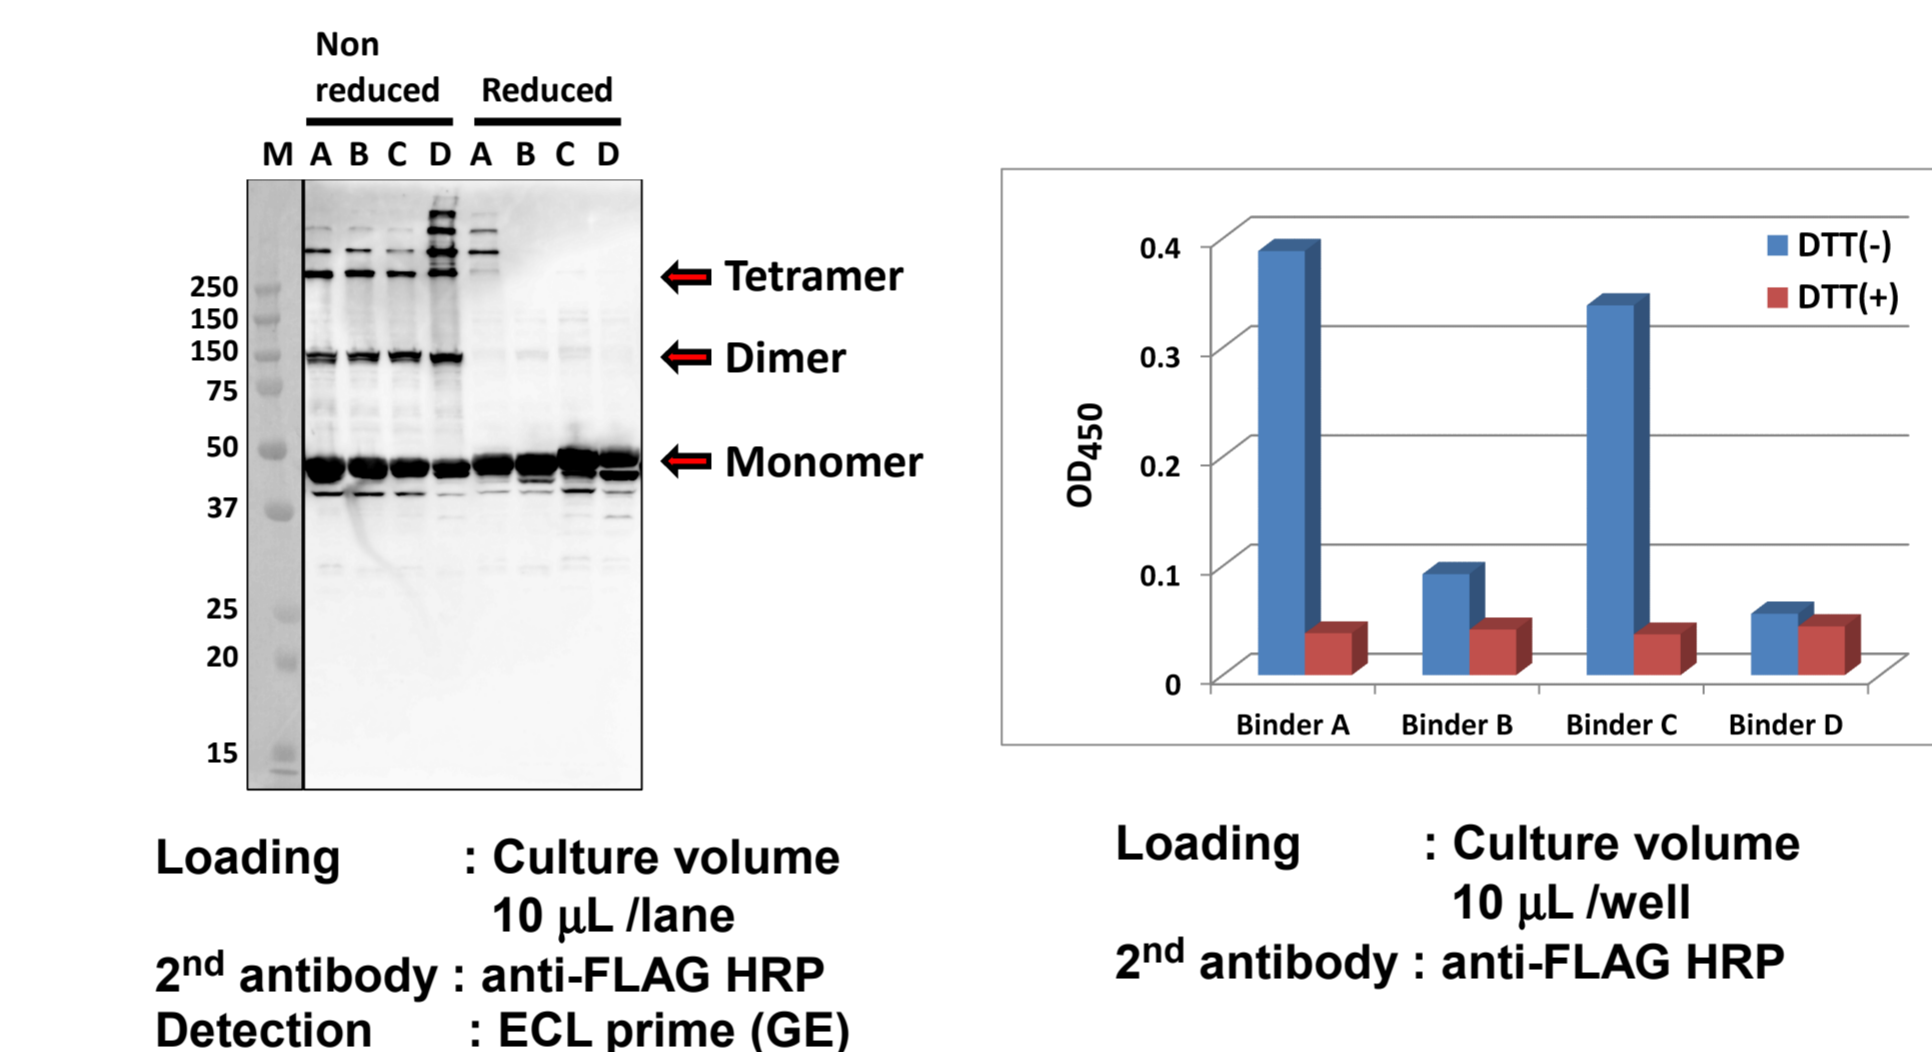 Non
reduced Reduced
M A B C D A B C D
250
150
150
75
50
37
25
20
15
Tetramer
Dimer
Monomer
Loading : Culture volume
10 μL /lane
2nd antibody : anti-FLAG HRP
Detection : ECL prime (GE)
DTT(-)
DTT(+)
0.4
0.3
0.2
0.1
0
OD450
Binder A Binder B Binder C Binder D
Loading : Culture volume
10 μL /well
2nd antibody : anti-FLAG HRP